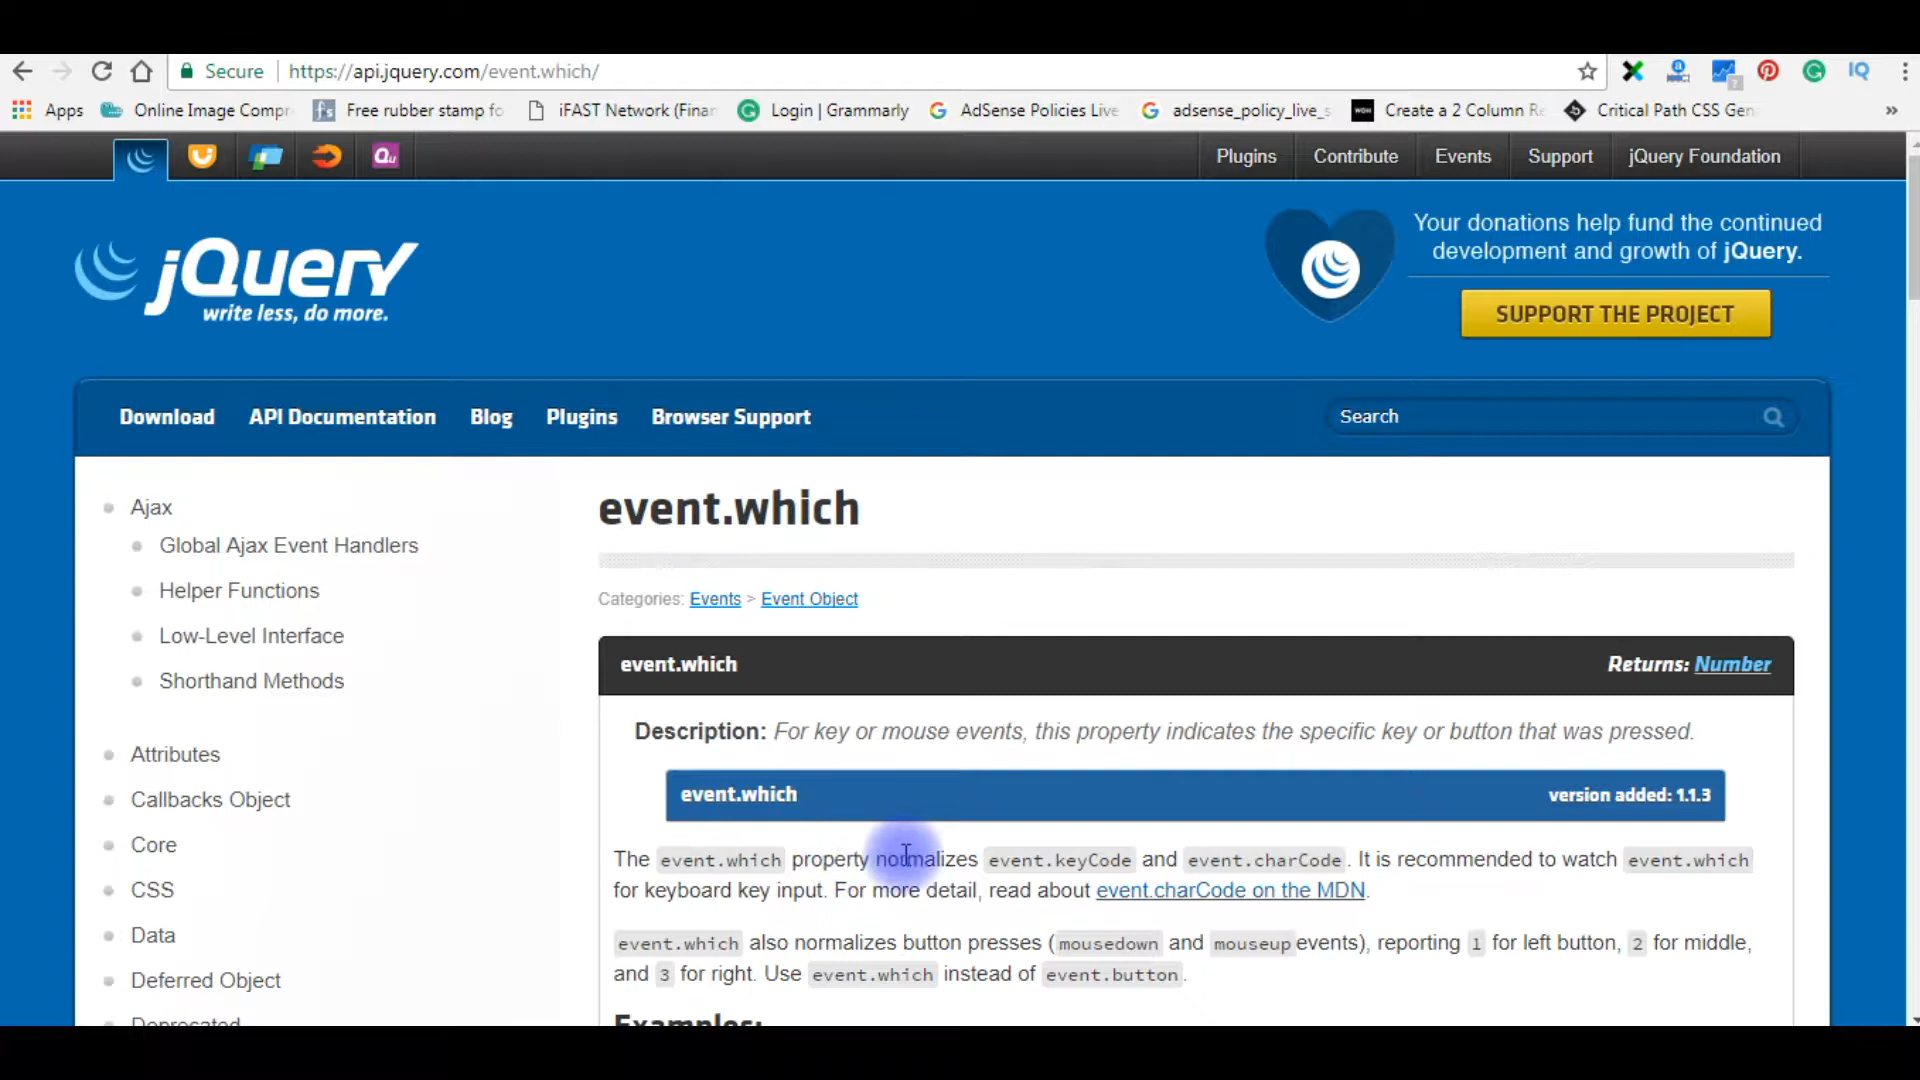 Secure https://api.jquery.com/event.which/ IQ
Apps Online Image Compr Free rubber stamp fo iFAST Network (Finan Login | Grammarly AdSense Policies Live adsense_policy_live_s Create a 2 Column Re Critical Path CSS Gen »
Qu Plugins Contribute Events Support jQuery Foundation
Your donations help fund the continued
development and growth of jQuery.
jQuery
write less, do more.
SUPPORT THE PROJECT
Download API Documentation Blog Plugins Browser Support Search
Ajax
Global Ajax Event Handlers
Helper Functions
Low-Level Interface
Shorthand Methods
Attributes
Callbacks Object
Core
CSS
Data
Deferred Object
Deprecated
event.which
Categories: Events > Event Object
event.which Returns: Number
Description: For key or mouse events, this property indicates the specific key or button that was pressed.
event.which version added: 1.1.3
The event.which property normalizes event.keyCode and event.charCode. It is recommended to watch event.which
for keyboard key input. For more detail, read about event.charCode on the MDN.
event.which also normalizes button presses (mousedown and mouseup events), reporting 1 for left button, 2 for middle,
and 3 for right. Use event.which instead of event.button.
Examples: